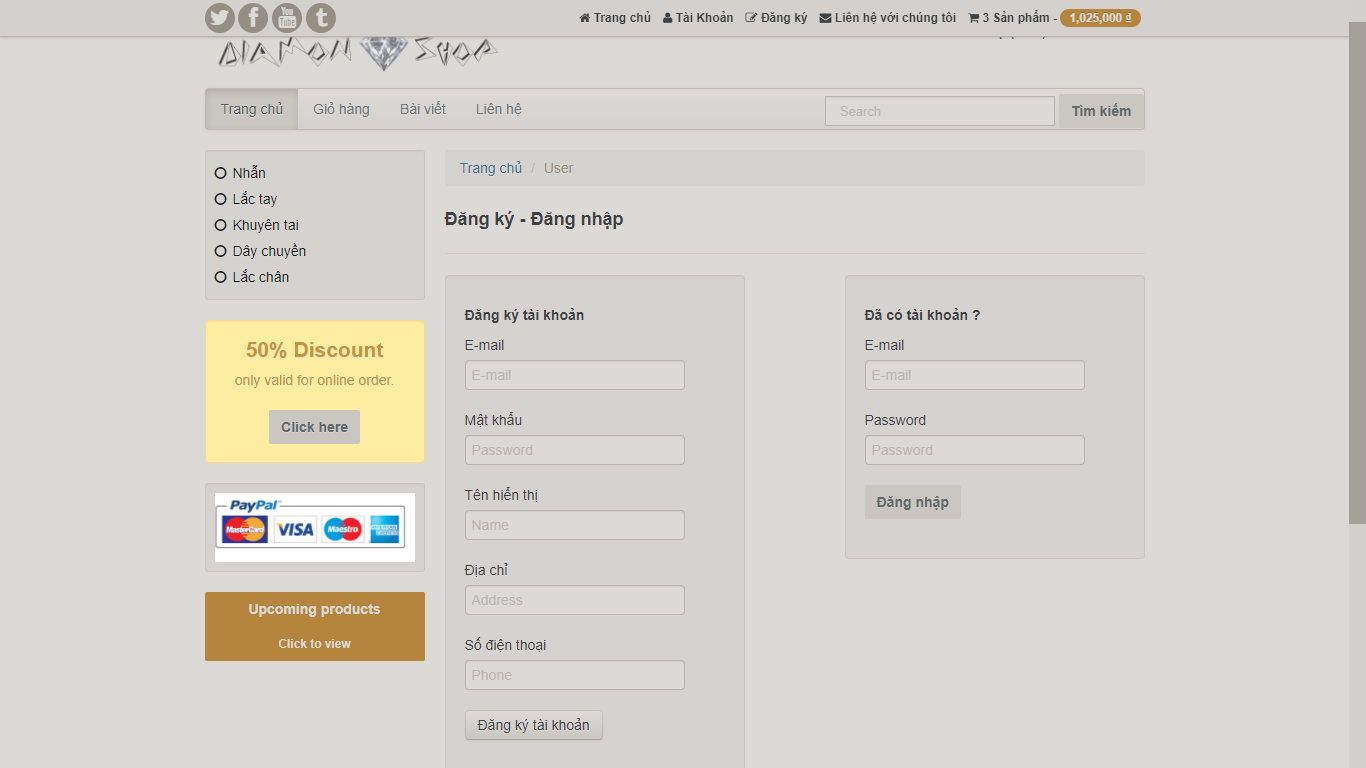 Trang chủ Tài Khoản Đăng ký Liên hệ với chúng tôi 3 Sản phẩm - 1,025,000 ₫
DIAMON SHOP
Trang chủ Giỏ hàng Bài viết Liên hệ Search Tìm kiếm
Nhẫn
Lắc tay
Khuyên tai
Dây chuyền
Lắc chân
50% Discount
only valid for online order.
Click here
PayPal
MasterCard VISA Maestro AMERICAN EXPRESS
Upcoming products
Click to view
Trang chủ / User
Đăng ký - Đăng nhập
Đăng ký tài khoản
E-mail
E-mail
Mật khẩu
Password
Tên hiển thị
Name
Địa chỉ
Address
Số điện thoại
Phone
Đăng ký tài khoản
Đã có tài khoản ?
E-mail
E-mail
Password
Password
Đăng nhập